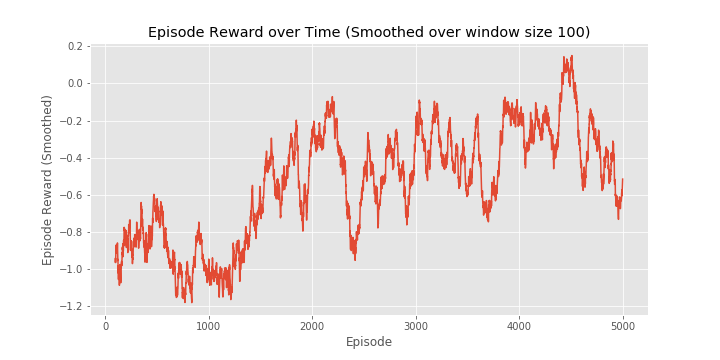 Episode Reward over Time (Smoothed over window size 100)
0.2
0.0
−0.2
−0.4
−0.6
−0.8
−1.0
−1.2
Episode Reward (Smoothed)
0 1000 2000 3000 4000 5000
Episode